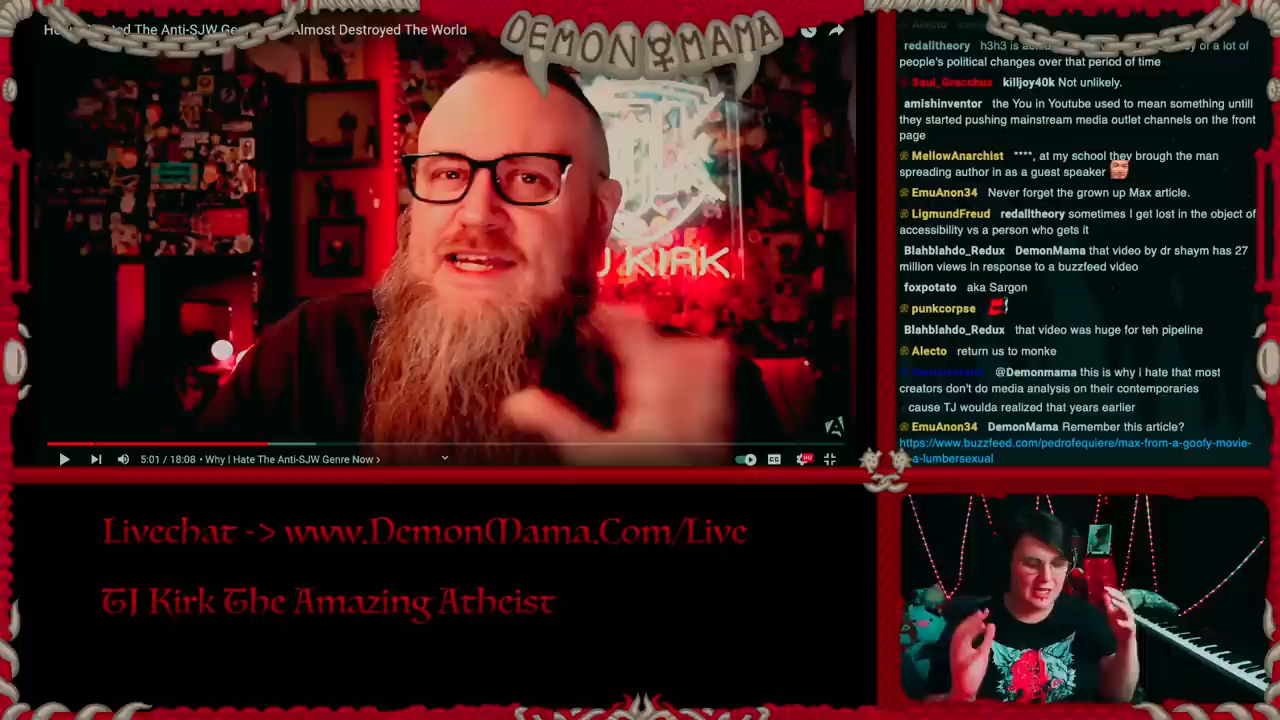 The Anti-SJW Almost Destroyed The World
DEMON MAMA
J KIRK
5:01 / 18:08 • Why I Hate The Anti-SJW Genre Now ›
HD
CC
Livechat -> www.DemonMama.Com/Live
TJ Kirk The Amazing Atheist
Alecto
redalltheory h3h3 is of a lot of
people's political changes over that period of time
Saul_Gracchus killjoy40k Not unlikely.
amishinventor the You in Youtube used to mean something untill
they started pushing mainstream media outlet channels on the front
page
MellowAnarchist ****, at my school they brough the man
spreading author in as a guest speaker
EmuAnon34 Never forget the grown up Max article.
LigmundFreud redalltheory sometimes I get lost in the object of
accessibility vs a person who gets it
Blahblahdo_Redux DemonMama that video by dr shaym has 27
million views in response to a buzzfeed video
foxpotato aka Sargon
punkcorpse
Blahblahdo_Redux that video was huge for teh pipeline
Alecto return us to monke
@Demonmama this is why i hate that most
creators don't do media analysis on their contemporaries
cause TJ woulda realized that years earlier
EmuAnon34 DemonMama Remember this article?
https://www.buzzfeed.com/pedrofequiere/max-from-a-goofy-movie-
a-lumbersexual